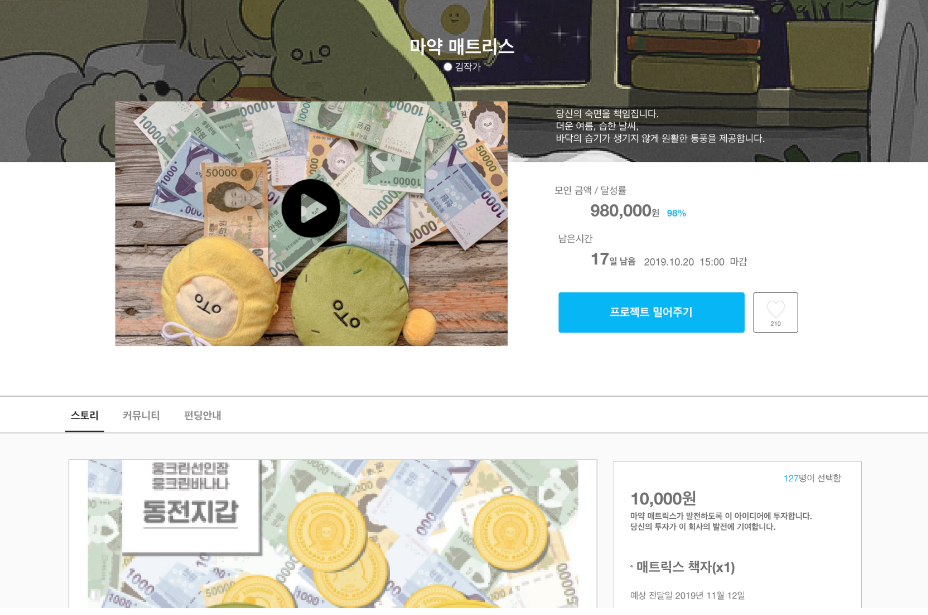 마약 매트리스
김작가
당신의 숙면을 책임집니다.
더운 여름, 습한 날씨,
바닥의 습기가 생기지 않게 원활한 통풍을 제공합니다.
모인 금액 / 달성률
980,000원 98%
남은시간
17일 남음 2019.10.20 15:00 마감
프로젝트 밀어주기
210
10000
50000
50000
10000
스토리
커뮤니티
펀딩안내
웅크린선인장
웅크린바나나
동전지갑
127명이 선택함
10,000원
마약 매트릭스가 발전하도록 이 아이디어에 투자합니다.
당신의 투자가 이 회사의 발전에 기여합니다.
· 매트릭스 책자(x1)
예상 전달일 2019년 11월 12일